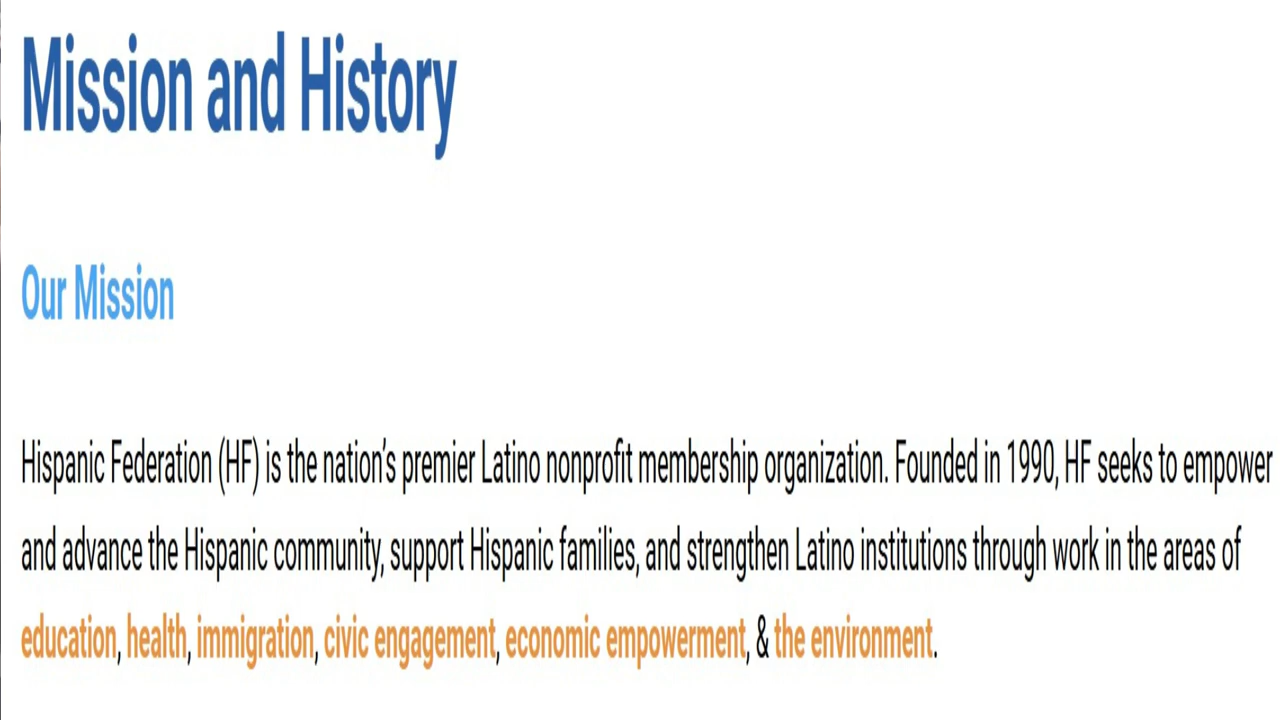 Mission and History
Our Mission
Hispanic Federation (HF) is the nation’s premier Latino nonprofit membership organization. Founded in 1990, HF seeks to empower
and advance the Hispanic community, support Hispanic families, and strengthen Latino institutions through work in the areas of
education, health, immigration, civic engagement, economic empowerment, & the environment.